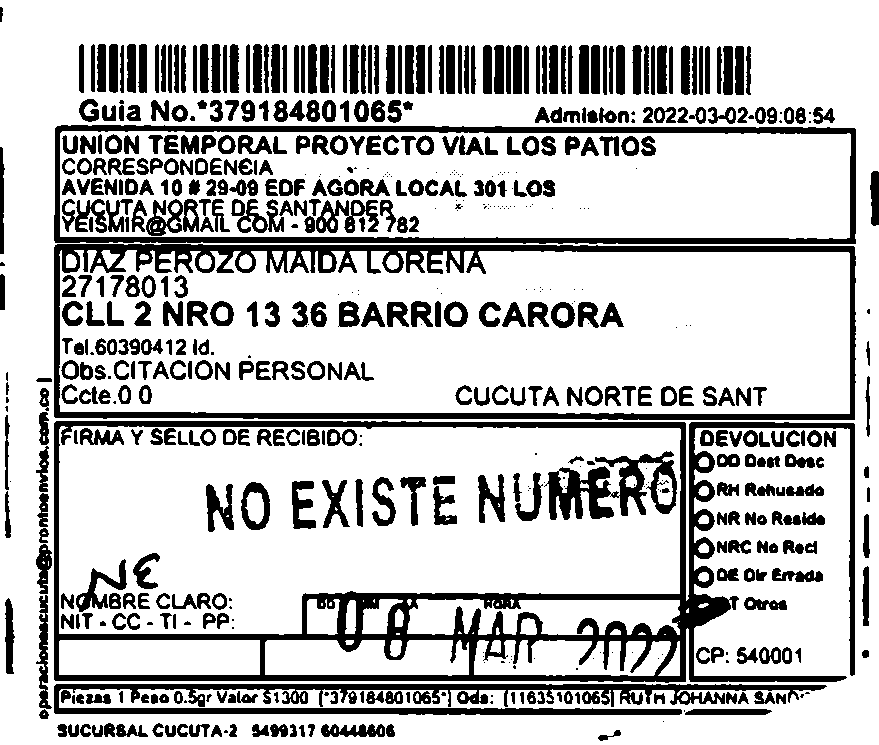 Guia No.*379184801065*
Admision: 2022-03-02-09:08:54
UNION TEMPORAL PROYECTO VIAL LOS PATIOS
CORRESPONDENCIA
AVENIDA 10 # 29-09 EDF AGORA LOCAL 301 LOS
CUCUTA NORTE DE SANTANDER
YEISMIR@GMAIL COM - 900 812 782
DIAZ PEROZO MAIDA LORENA
27178013
CLL 2 NRO 13 36 BARRIO CARORA
Tel.60390412 Id.
Obs.CITACION PERSONAL
Ccte.0 0
CUCUTA NORTE DE SANT
operacionescucuta@prontoenvios.com.co |
FIRMA Y SELLO DE RECIBIDO:
NO EXISTE NUMERO
NE
NOMBRE CLARO:
NIT - CC - TI - PP:
DD MM AA HORA
08 MAR 2022
DEVOLUCION
DD Dest Desc
RH Rehusado
NR No Reside
NRC No Recl
DE Dir Errada
OT Otros
CP: 540001
Piezas 1 Peso 0.5gr Valor $1300 (*379184801065*) Ods: (11635101065) RUTH JOHANNA
SUCURSAL CUCUTA-2 5499317 60448606